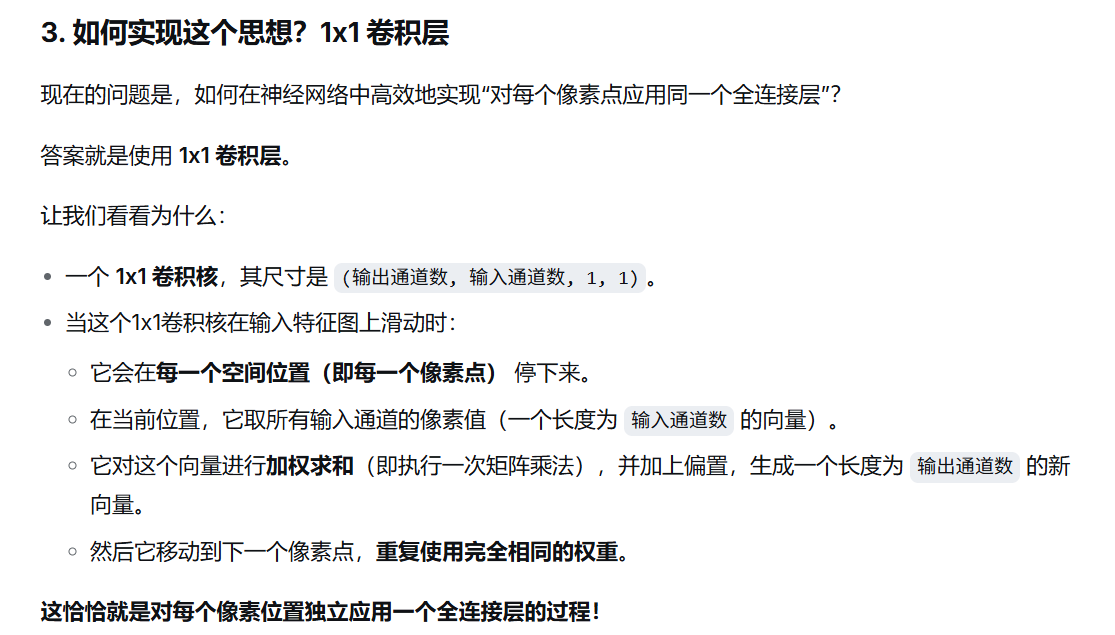 3. 如何实现这个思想？1x1 卷积层
现在的问题是，如何在神经网络中高效地实现“对每个像素点应用同一个全连接层”？
答案就是使用 1x1 卷积层。
让我们看看为什么：
一个 1x1 卷积核，其尺寸是 (输出通道数, 输入通道数, 1, 1)。
当这个1x1卷积核在输入特征图上滑动时：
它会在每一个空间位置（即每一个像素点） 停下来。
在当前位置，它取所有输入通道的像素值（一个长度为 输入通道数 的向量）。
它对这个向量进行加权求和（即执行一次矩阵乘法），并加上偏置，生成一个长度为 输出通道数 的新
向量。
然后它移动到下一个像素点，重复使用完全相同的权重。
这恰恰就是对每个像素位置独立应用一个全连接层的过程！